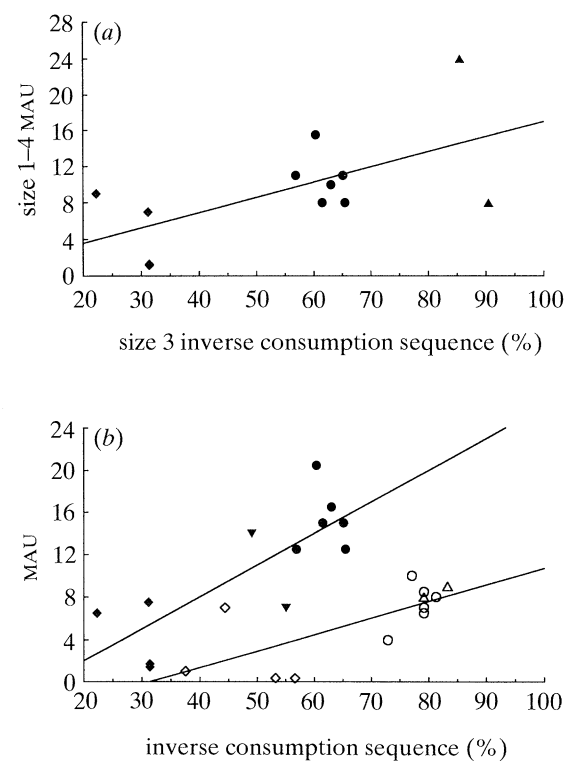 (a)
size 1–4 MAU
28
24
20
16
12
8
4
0
20 30 40 50 60 70 80 90 100
size 3 inverse consumption sequence (%)
(b)
MAU
24
20
16
12
8
4
0
20 30 40 50 60 70 80 90 100
inverse consumption sequence (%)